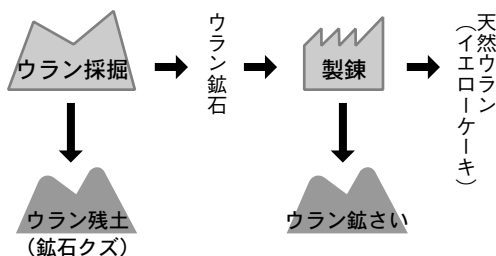 ウラン採掘
ウラン鉱石
製錬
天然ウラン
（イエローケーキ）
ウラン残土
（鉱石クズ）
ウラン鉱さい